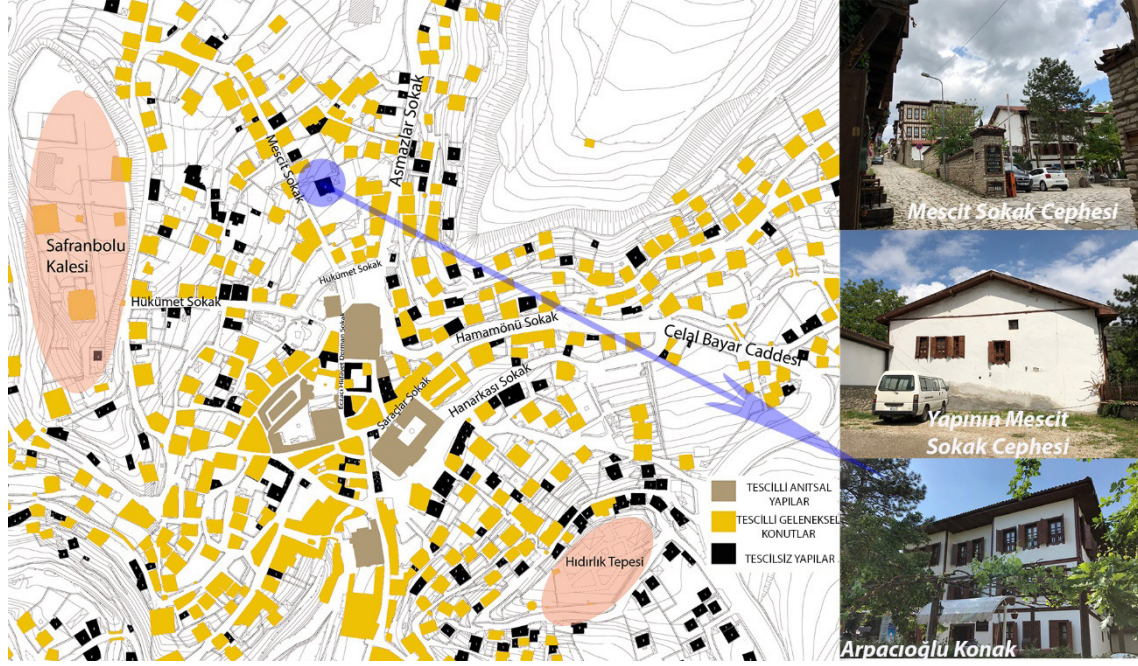 Mescit Sokak
Asmazlar Sokak
Safranbolu
Kalesi
Hükümet Sokak
Hükümet Sokak
Hamamönü Sokak
Celal Bayar Caddesi
Saraçlar Sokak
Hanarkası Sokak
Hıdırlık Tepesi
TESCİLLİ ANITSAL
YAPILAR
TESCİLLİ GELENEKSEL
KONUTLAR
TESCİLSİZ YAPILAR
Mescit Sokak Cephesi
Yapının Mescit
Sokak Cephesi
Arpacıoğlu Konak